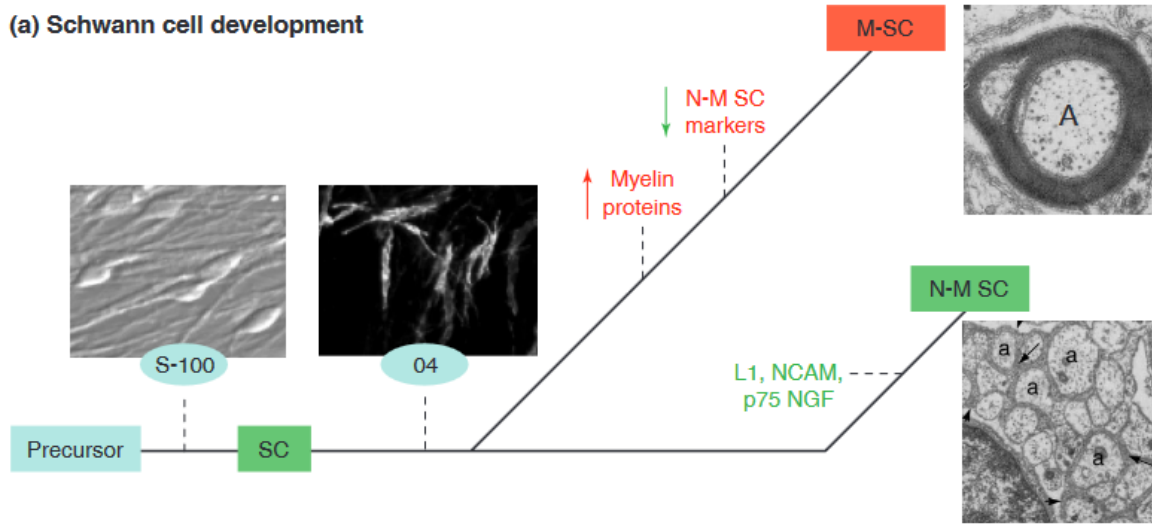 (a) Schwann cell development
M-SC
A
N-M SC
markers
Myelin
proteins
S-100
04
N-M SC
a
a
a
a
L1, NCAM,
p75 NGF
Precursor
SC